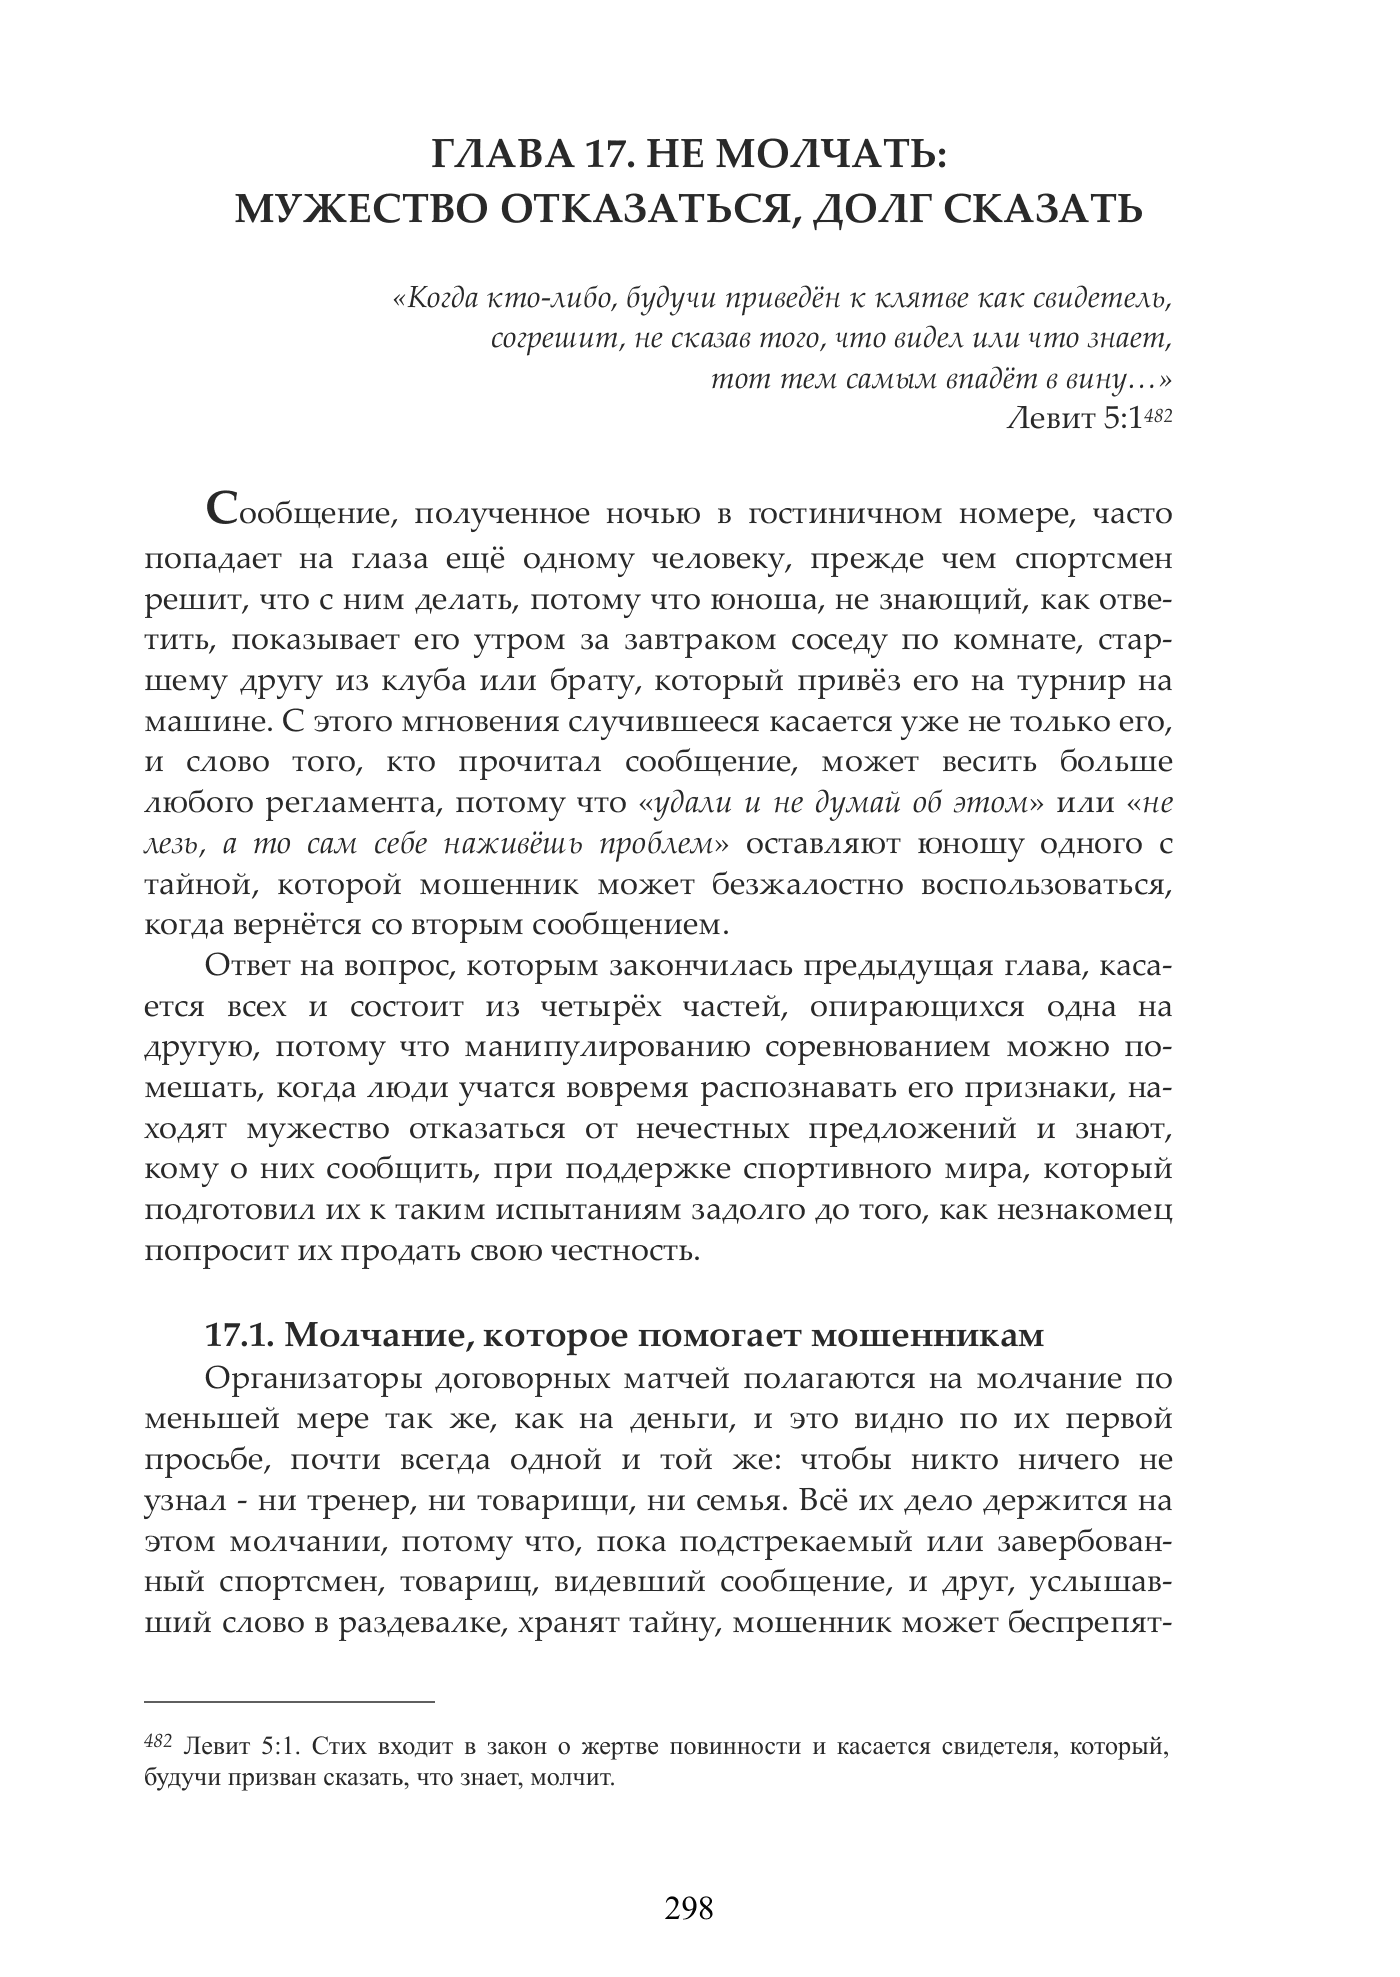 ГЛАВА 17. НЕ МОЛЧАТЬ:
МУЖЕСТВО ОТКАЗАТЬСЯ, ДОЛГ СКАЗАТЬ
«Когда кто-либо, будучи приведён к клятве как свидетель,
согрешит, не сказав того, что видел или что знает,
тот тем самым впадёт в вину…»
Левит 5:1482
Сообщение, полученное ночью в гостиничном номере, часто
попадает на глаза ещё одному человеку, прежде чем спортсмен
решит, что с ним делать, потому что юноша, не знающий, как отве-
тить, показывает его утром за завтраком соседу по комнате, стар-
шему другу из клуба или брату, который привёз его на турнир на
машине. С этого мгновения случившееся касается уже не только его,
и слово того, кто прочитал сообщение, может весить больше
любого регламента, потому что «удали и не думай об этом» или «не
лезь, а то сам себе наживёшь проблем» оставляют юношу одного с
тайной, которой мошенник может безжалостно воспользоваться,
когда вернётся со вторым сообщением.
Ответ на вопрос, которым закончилась предыдущая глава, каса-
ется всех и состоит из четырёх частей, опирающихся одна на
другую, потому что манипулированию соревнованием можно по-
мешать, когда люди учатся вовремя распознавать его признаки, на-
ходят мужество отказаться от нечестных предложений и знают,
кому о них сообщить, при поддержке спортивного мира, который
подготовил их к таким испытаниям задолго до того, как незнакомец
попросит их продать свою честность.
17.1. Молчание, которое помогает мошенникам
Организаторы договорных матчей полагаются на молчание по
меньшей мере так же, как на деньги, и это видно по их первой
просьбе, почти всегда одной и той же: чтобы никто ничего не
узнал - ни тренер, ни товарищи, ни семья. Всё их дело держится на
этом молчании, потому что, пока подстрекаемый или завербован-
ный спортсмен, товарищ, видевший сообщение, и друг, услышав-
ший слово в раздевалке, хранят тайну, мошенник может беспрепят-
482 Левит 5:1. Стих входит в закон о жертве повинности и касается свидетеля, который,
будучи призван сказать, что знает, молчит.
298